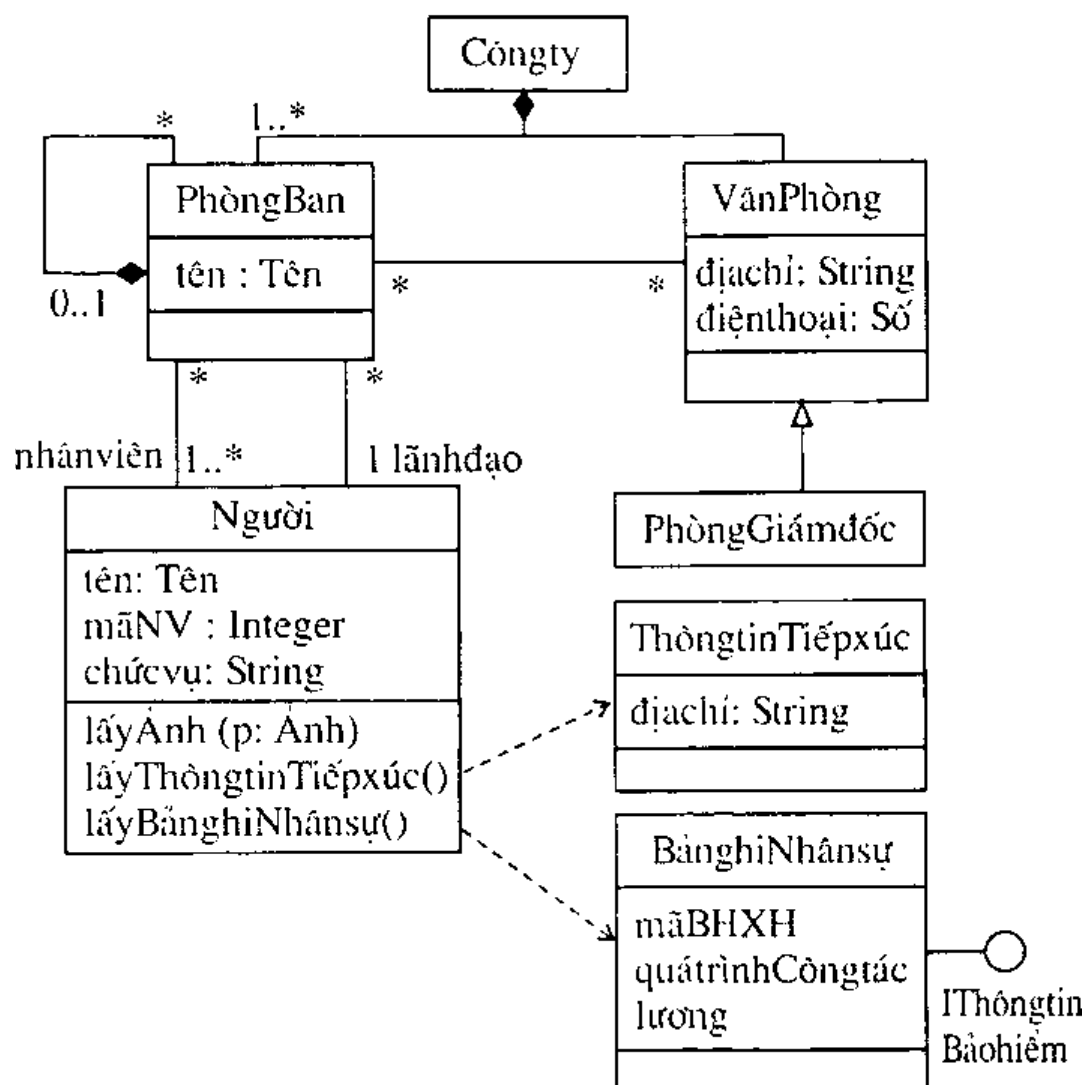 Côngty
*
1..*
PhòngBan
tên : Tên
0..1
*
*
VănPhòng
địachỉ: String
điệnthoại: Số
*
*
nhânviên
1..*
1 lãnhđạo
Người
tên: Tên
mãNV : Integer
chứcvụ: String
lấyẢnh (p: Ảnh)
lấyThôngtinTiếpxúc()
lấyBảnghiNhânsự()
PhòngGiámđốc
ThôngtinTiếpxúc
địachỉ: String
BảnghiNhânsự
mãBHXH
quátrìnhCôngtác
lương
IThôngtin
Bảohiểm